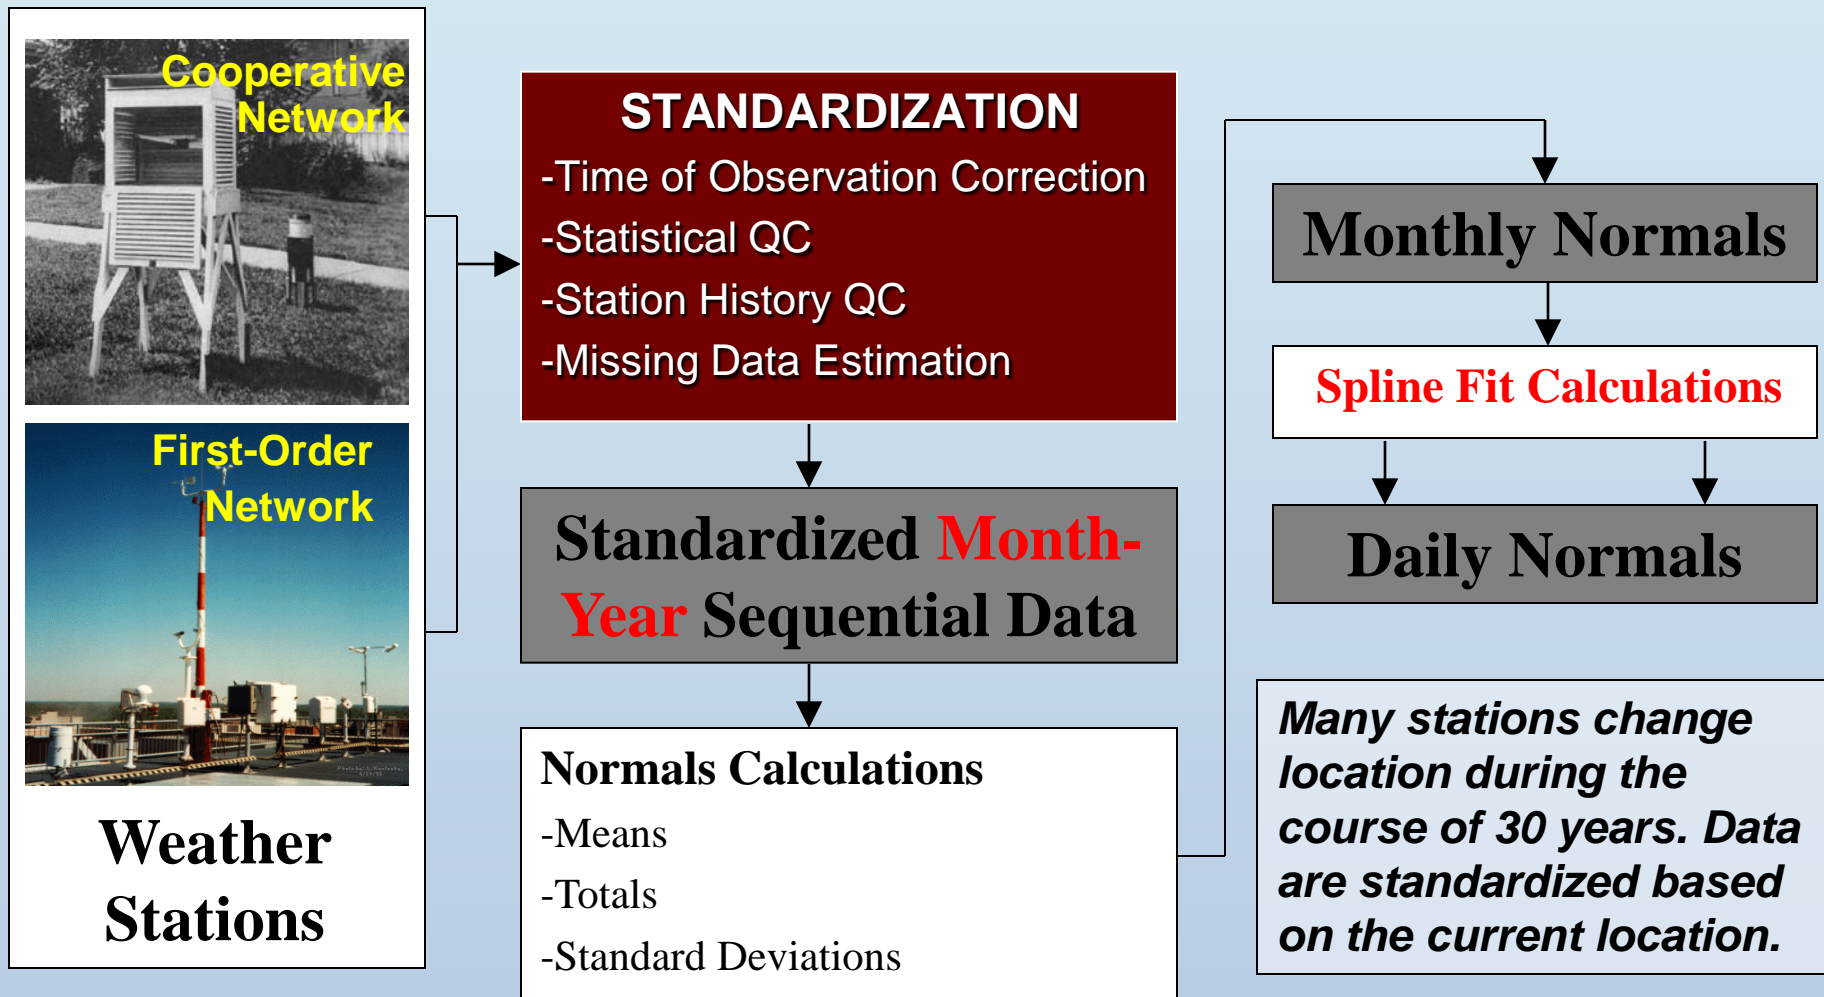 Cooperative
Network
First-Order
Network
Weather
Stations
STANDARDIZATION
-Time of Observation Correction
-Statistical QC
-Station History QC
-Missing Data Estimation
Standardized Month-
Year Sequential Data
Normals Calculations
-Means
-Totals
-Standard Deviations
Monthly Normals
Spline Fit Calculations
Daily Normals
Many stations change
location during the
course of 30 years. Data
are standardized based
on the current location.